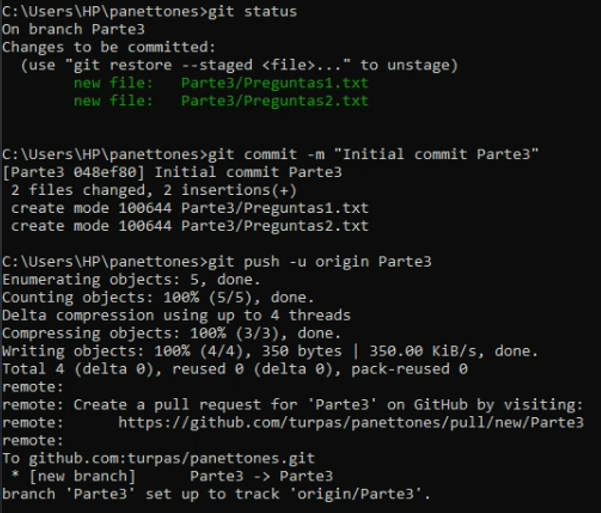 C:\Users\HP\panettones>git status
On branch Parte3
Changes to be committed:
  (use "git restore --staged <file>..." to unstage)
        new file:   Parte3/Preguntas1.txt
        new file:   Parte3/Preguntas2.txt
C:\Users\HP\panettones>git commit -m "Initial commit Parte3"
[Parte3 048ef80] Initial commit Parte3
 2 files changed, 2 insertions(+)
 create mode 100644 Parte3/Preguntas1.txt
 create mode 100644 Parte3/Preguntas2.txt
C:\Users\HP\panettones>git push -u origin Parte3
Enumerating objects: 5, done.
Counting objects: 100% (5/5), done.
Delta compression using up to 4 threads
Compressing objects: 100% (3/3), done.
Writing objects: 100% (4/4), 350 bytes | 350.00 KiB/s, done.
Total 4 (delta 0), reused 0 (delta 0), pack-reused 0
remote:
remote: Create a pull request for 'Parte3' on GitHub by visiting:
remote:      https://github.com/turpas/panettones/pull/new/Parte3
remote:
To github.com:turpas/panettones.git
 * [new branch]      Parte3 -> Parte3
branch 'Parte3' set up to track 'origin/Parte3'.